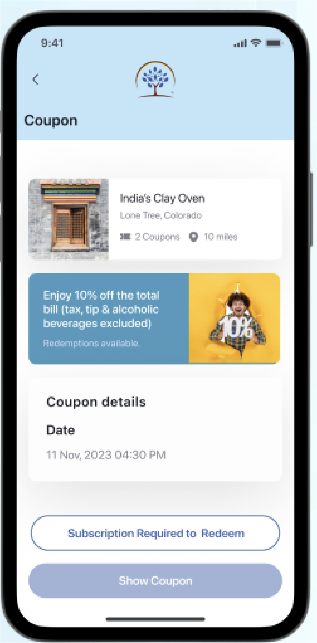 9:41
Coupon
India's Clay Oven
Lone Tree, Colorado
2 Coupons 10 miles
Enjoy 10% off the total
bill (tax, tip & alcoholic
beverages excluded)
Redemptions available.
10%
Coupon details
Date
11 Nov, 2023 04:30 PM
Subscription Required to Redeem
Show Coupon